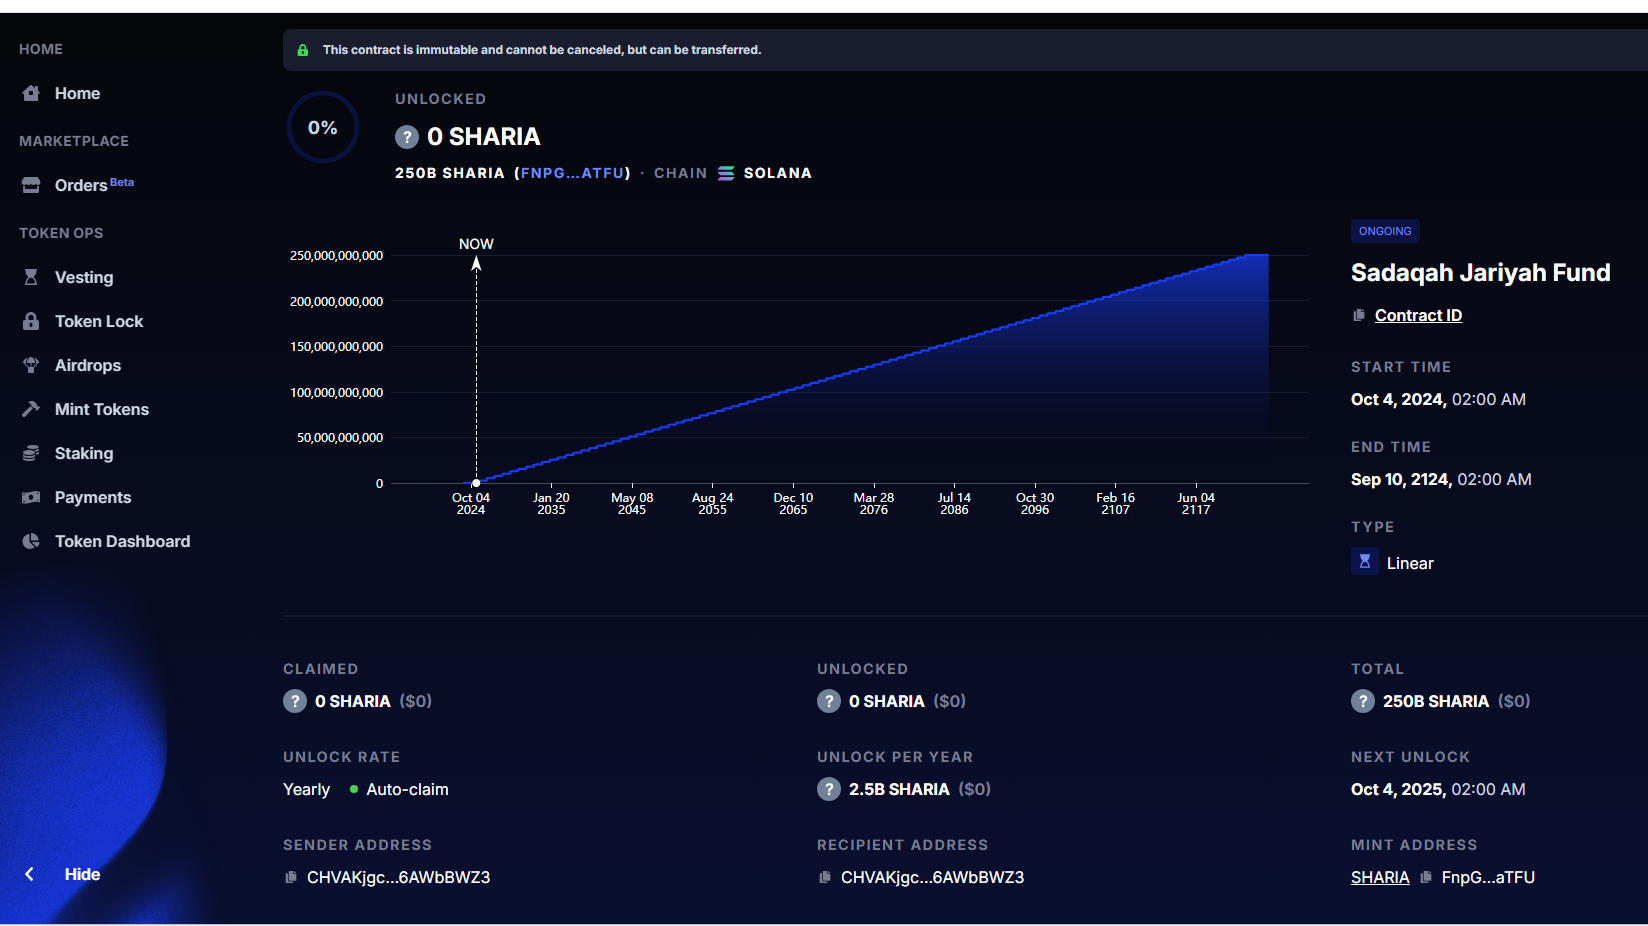 HOME
Home
MARKETPLACE
Orders Beta
TOKEN OPS
Vesting
Token Lock
Airdrops
Mint Tokens
Staking
Payments
Token Dashboard
Hide
This contract is immutable and cannot be canceled, but can be transferred.
0%
UNLOCKED
? 0 SHARIA
250B SHARIA (FNPG...ATFU) · CHAIN SOLANA
NOW
250,000,000,000
200,000,000,000
150,000,000,000
100,000,000,000
50,000,000,000
0
Oct 04 2024
Jan 20 2035
May 08 2045
Aug 24 2055
Dec 10 2065
Mar 28 2076
Jul 14 2086
Oct 30 2096
Feb 16 2107
Jun 04 2117
ONGOING
Sadaqah Jariyah Fund
Contract ID
START TIME
Oct 4, 2024, 02:00 AM
END TIME
Sep 10, 2124, 02:00 AM
TYPE
Linear
CLAIMED
? 0 SHARIA ($0)
UNLOCKED
? 0 SHARIA ($0)
TOTAL
? 250B SHARIA ($0)
UNLOCK RATE
Yearly • Auto-claim
UNLOCK PER YEAR
? 2.5B SHARIA ($0)
NEXT UNLOCK
Oct 4, 2025, 02:00 AM
SENDER ADDRESS
CHVAKjgc...6AWbBWZ3
RECIPIENT ADDRESS
CHVAKjgc...6AWbBWZ3
MINT ADDRESS
SHARIA FnpG...aTFU